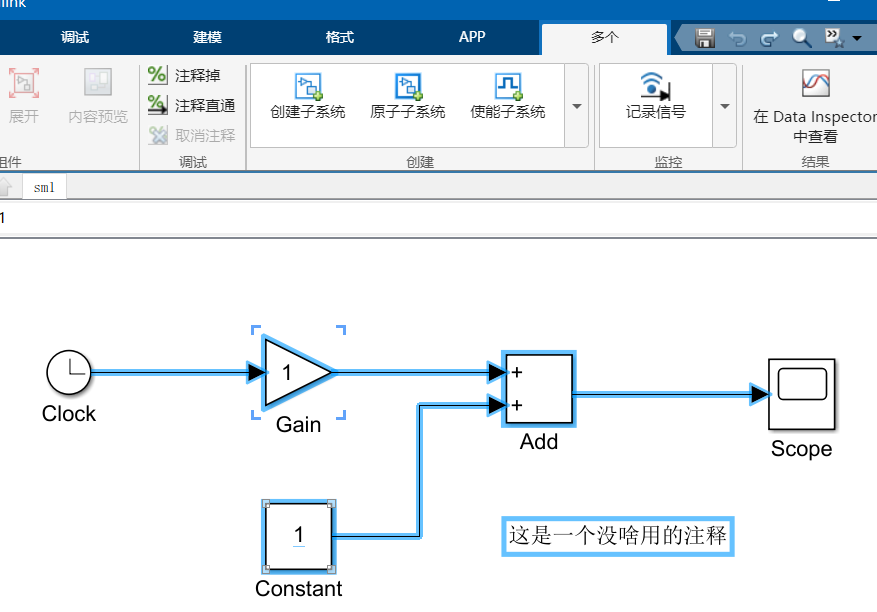 调试 建模 格式 APP 多个
展开 内容预览 注释掉
注释直通
取消注释
创建子系统 原子子系统 使能子系统
记录信号
在 Data Inspector
中查看
组件 调试 创建 监控 结果
sm1
1
1
+
+
Clock
Gain
Add
Scope
1
这是一个没啥用的注释
Constant